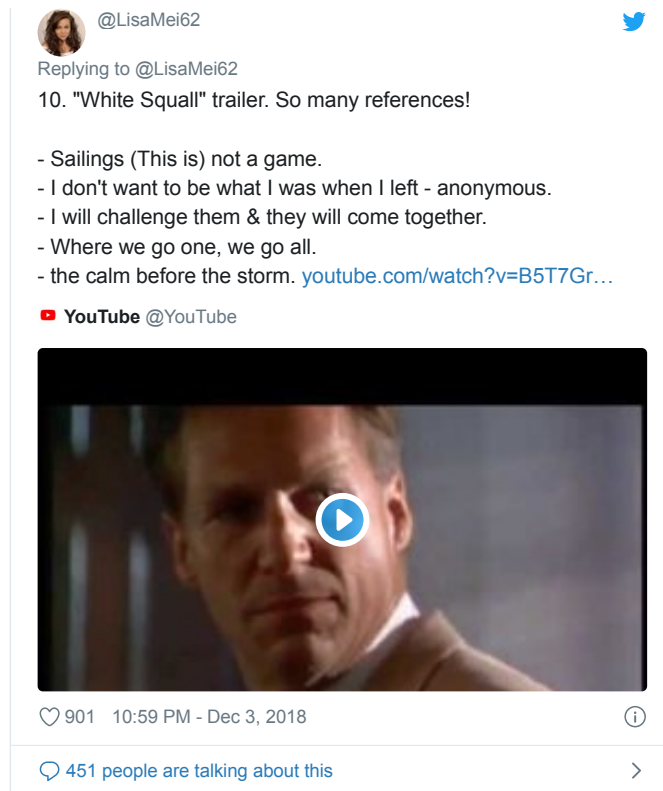 @LisaMei62
Replying to @LisaMei62
10. "White Squall" trailer. So many references!
- Sailings (This is) not a game.
- I don't want to be what I was when I left - anonymous.
- I will challenge them & they will come together.
- Where we go one, we go all.
- the calm before the storm. youtube.com/watch?v=B5T7Gr…
YouTube @YouTube
901 10:59 PM - Dec 3, 2018
451 people are talking about this